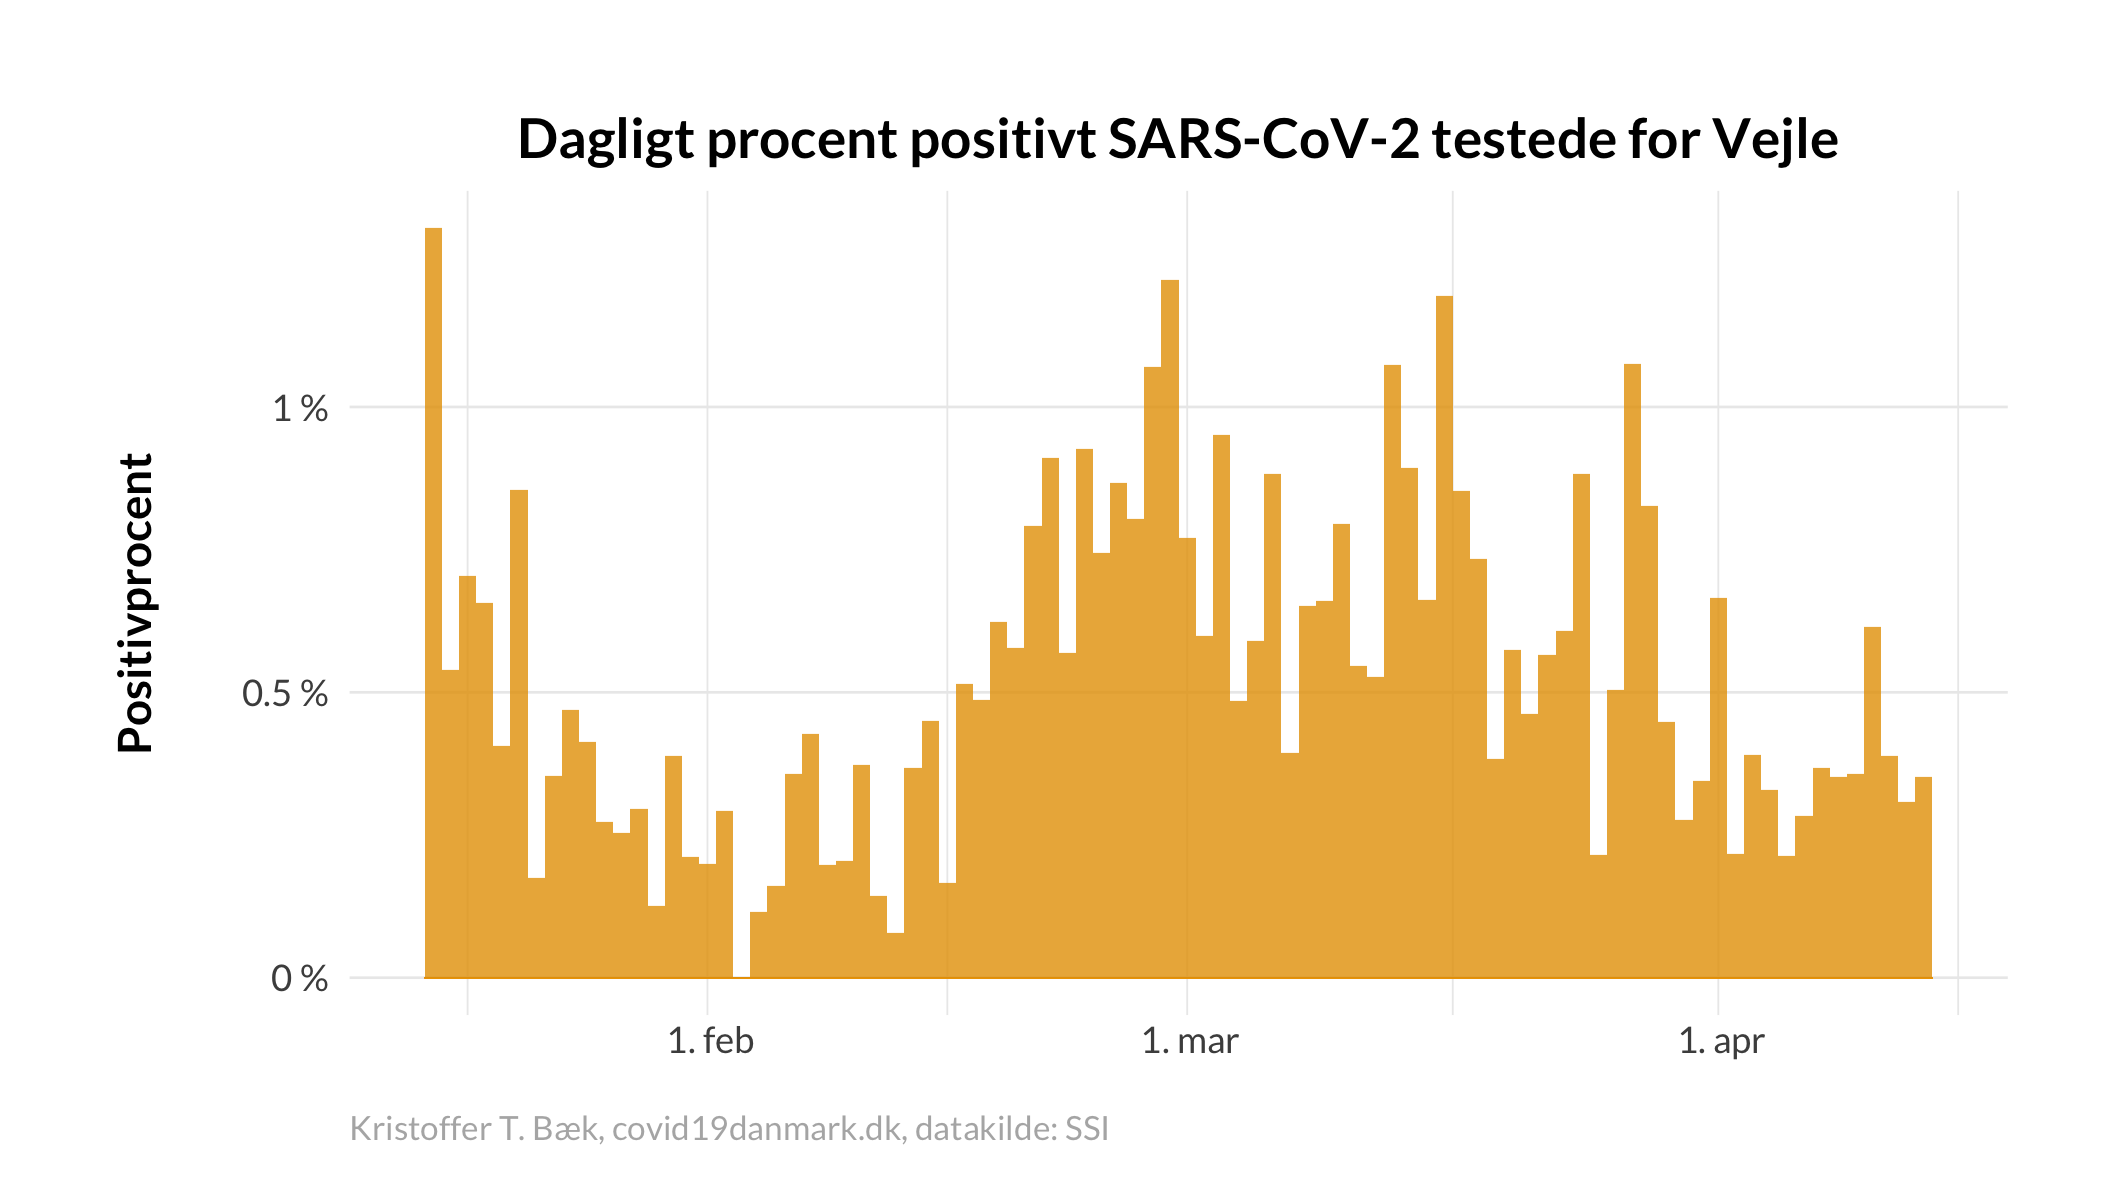 Dagligt procent positivt SARS-CoV-2 testede for Vejle
Positivprocent
1 %
0.5 %
0 %
1. feb
1. mar
1. apr
Kristoffer T. Bæk, covid19danmark.dk, datakilde: SSI